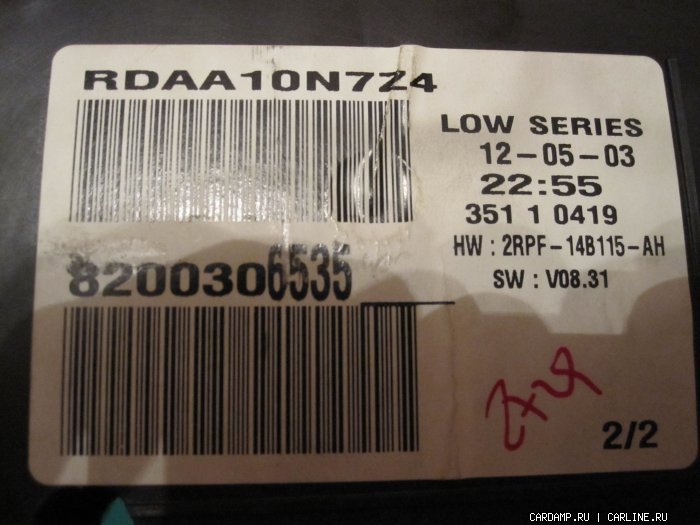 RDAA10N7Z4
LOW SERIES
12-05-03
22:55
351 1 0419
HW : 2RPF-14B115-AH
SW : V08.31
8200306535
2/2
CARDAMP.RU | CARLINE.RU